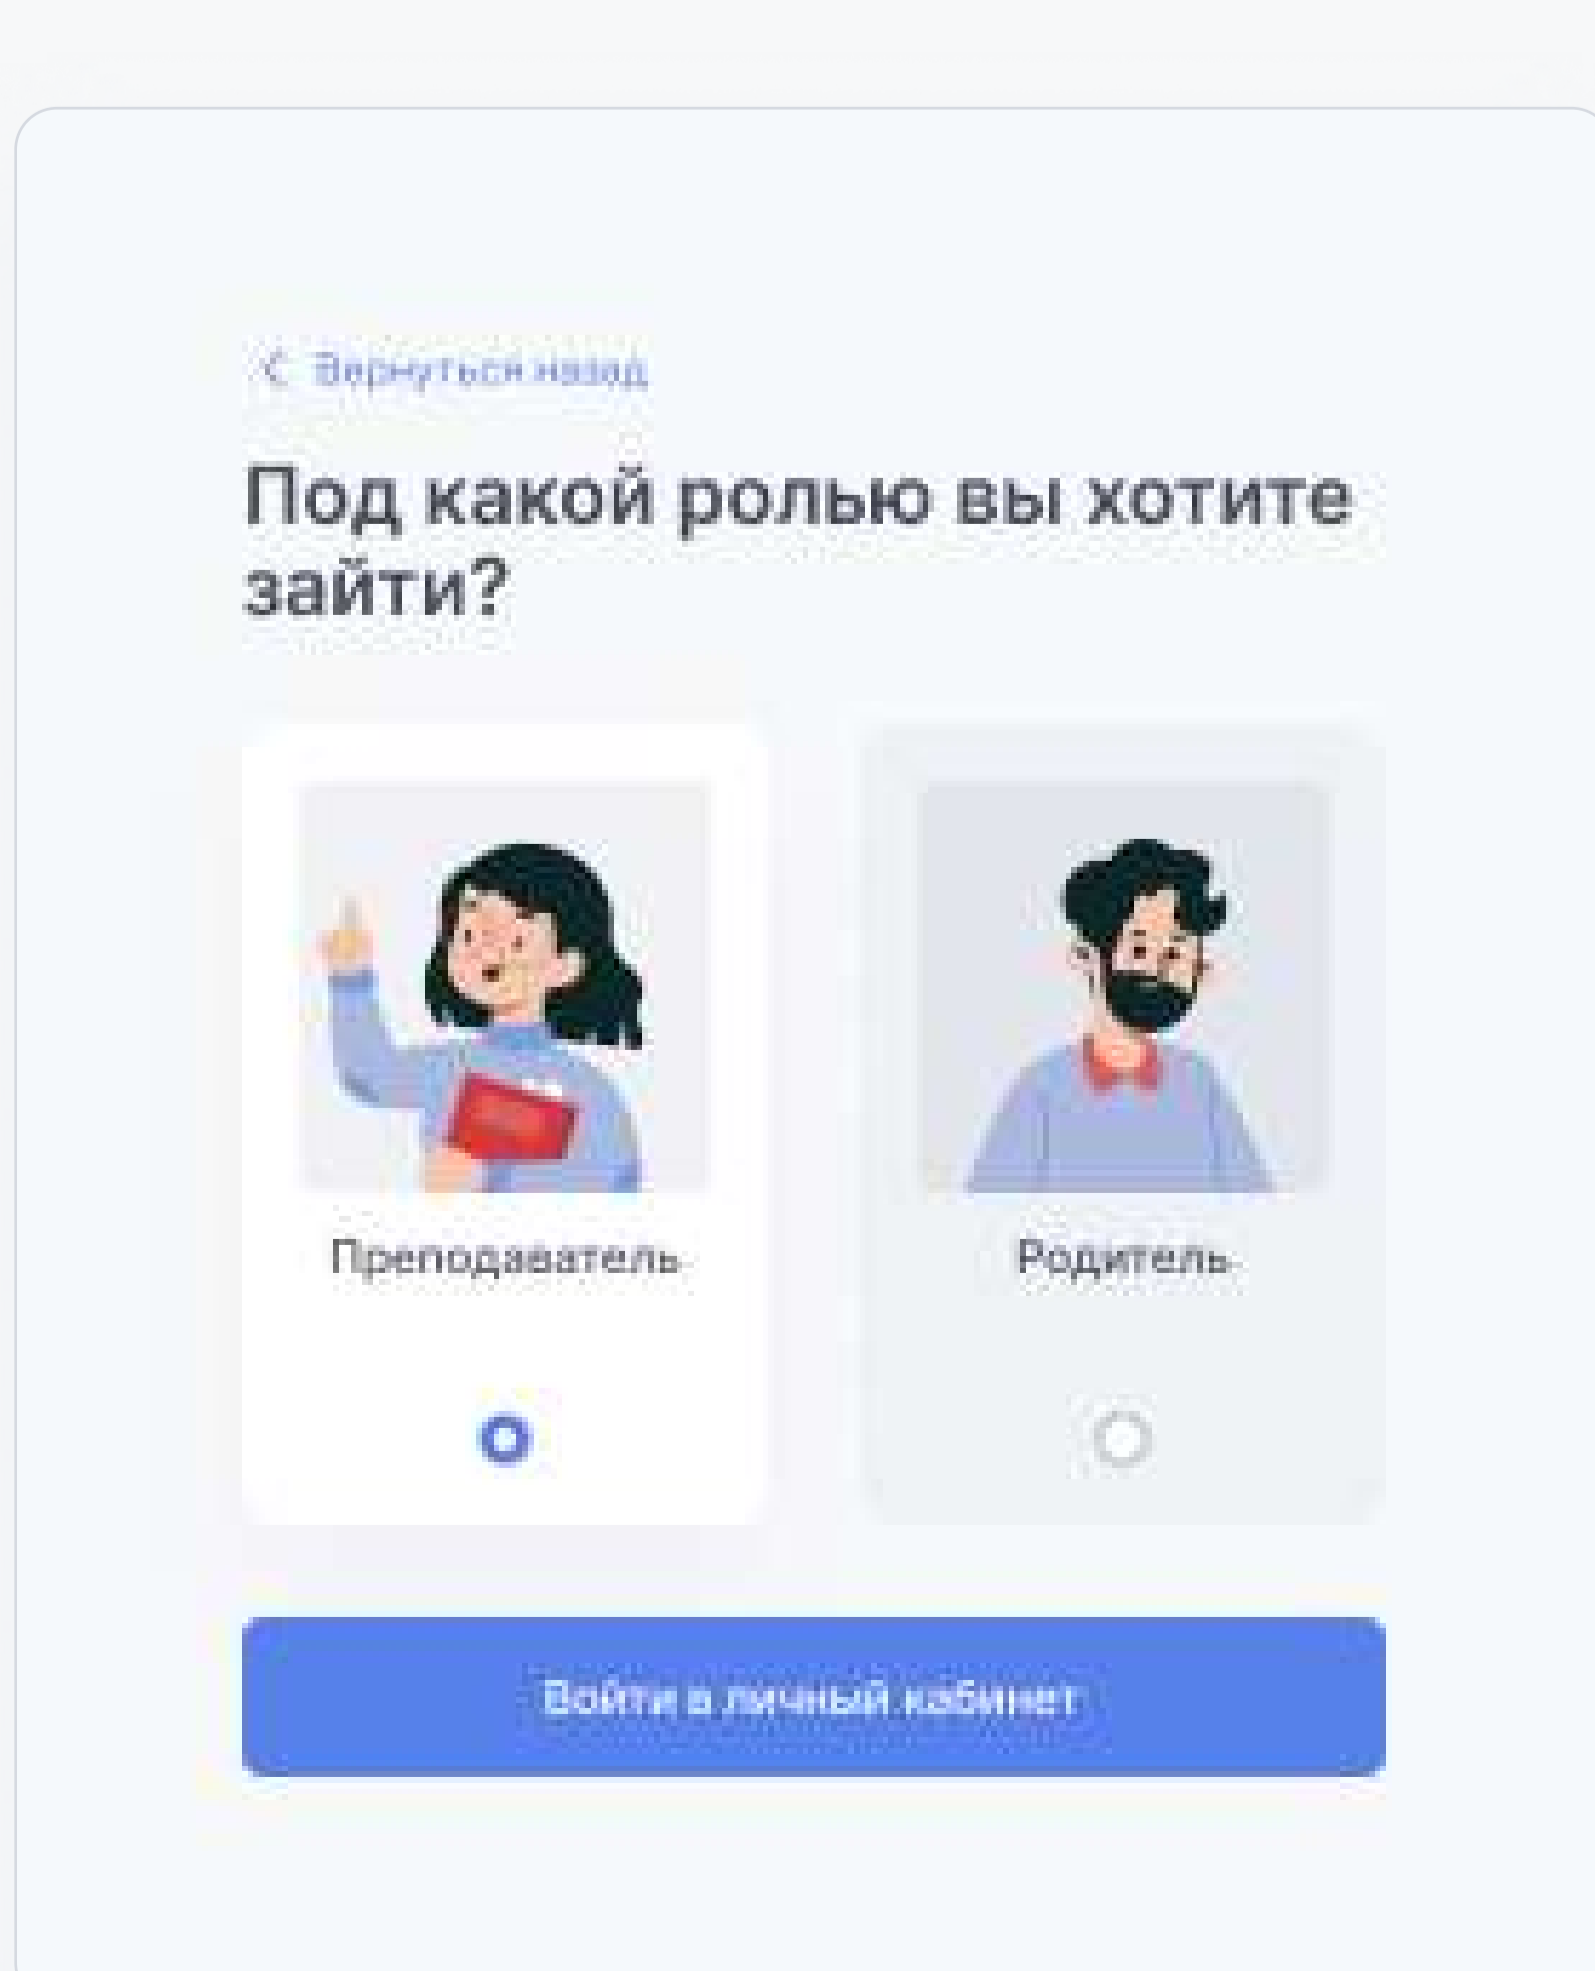 Вернуться назад
Под какой ролью вы хотите
зайти?
Преподаватель
Родитель
Войти в личный кабинет